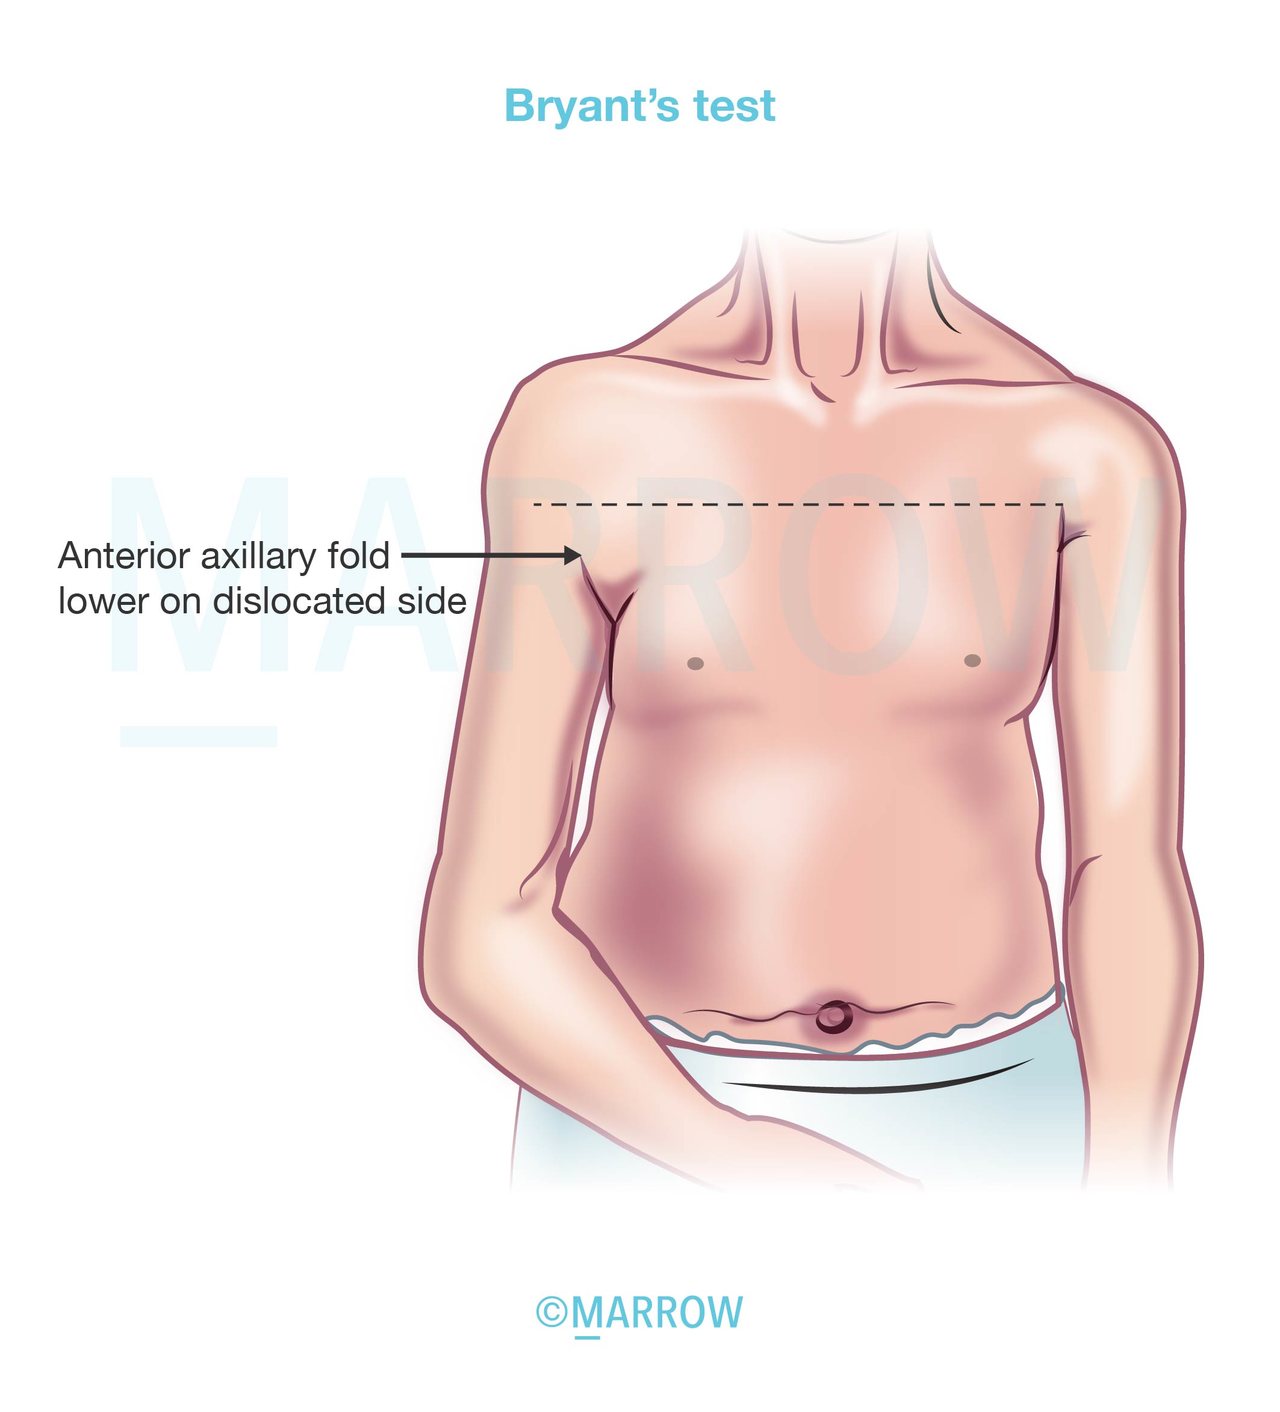 Bryant’s test
MARROW
Anterior axillary fold
lower on dislocated side
©MARROW